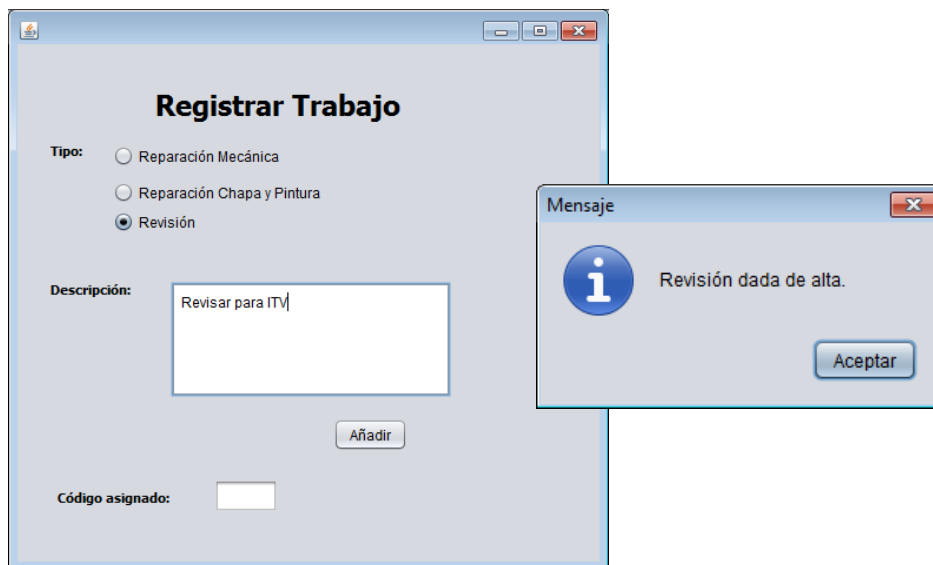 Registrar Trabajo
Tipo:
Reparación Mecánica
Reparación Chapa y Pintura
Revisión
Descripción:
Revisar para ITV
Añadir
Código asignado:
Mensaje
Revisión dada de alta.
Aceptar